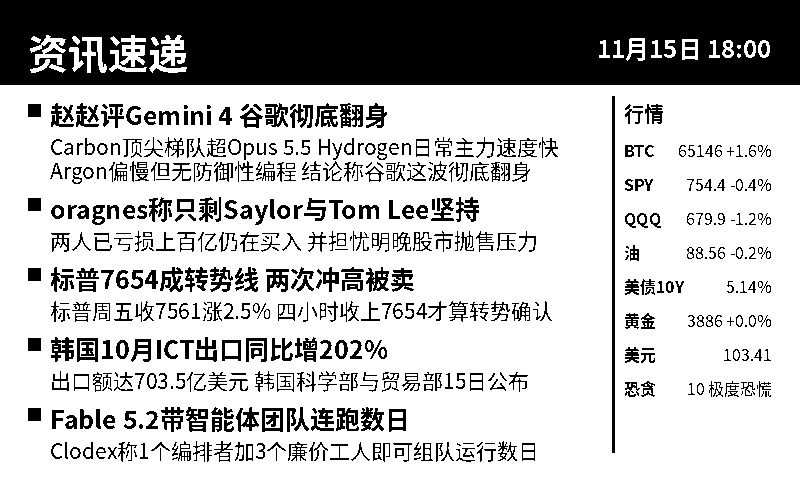 资讯速递
11月15日 18:00
赵赵评Gemini 4 谷歌彻底翻身
Carbon顶尖梯队超Opus 5.5 Hydrogen日常主力速度快
Argon偏慢但无防御性编程 结论称谷歌这波彻底翻身
oragnes称只剩Saylor与Tom Lee坚持
两人已亏损上百亿仍在买入 并担忧明晚股市抛售压力
标普7654成转势线 两次冲高被卖
标普周五收7561涨2.5% 四小时收上7654才算转势确认
韩国10月ICT出口同比增202%
出口额达703.5亿美元 韩国科学部与贸易部15日公布
Fable 5.2带智能体团队连跑数日
Clodex称1个编排者加3个廉价工人即可组队运行数日
行情
BTC 65146 +1.6%
SPY 754.4 -0.4%
QQQ 679.9 -1.2%
油 88.56 -0.2%
美债10Y 5.14%
黄金 3886 +0.0%
美元 103.41
恐贪 10 极度恐慌